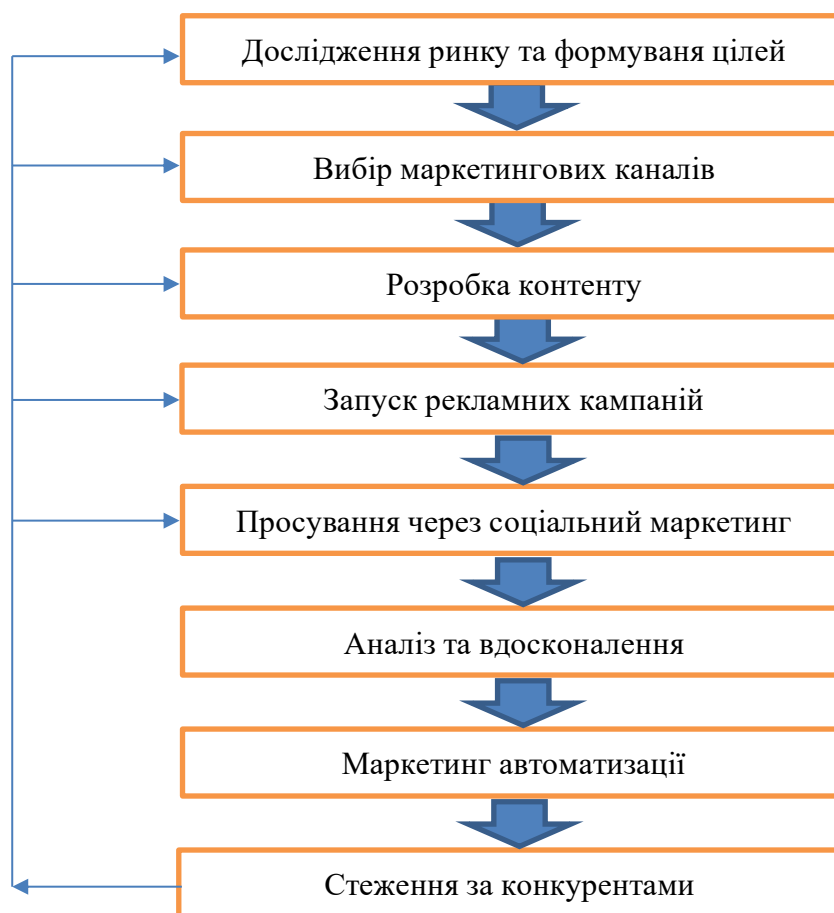 Дослідження ринку та формуваня цілей
Вибір маркетингових каналів
Розробка контенту
Запуск рекламних кампаній
Просування через соціальний маркетинг
Аналіз та вдосконалення
Маркетинг автоматизації
Стеження за конкурентами